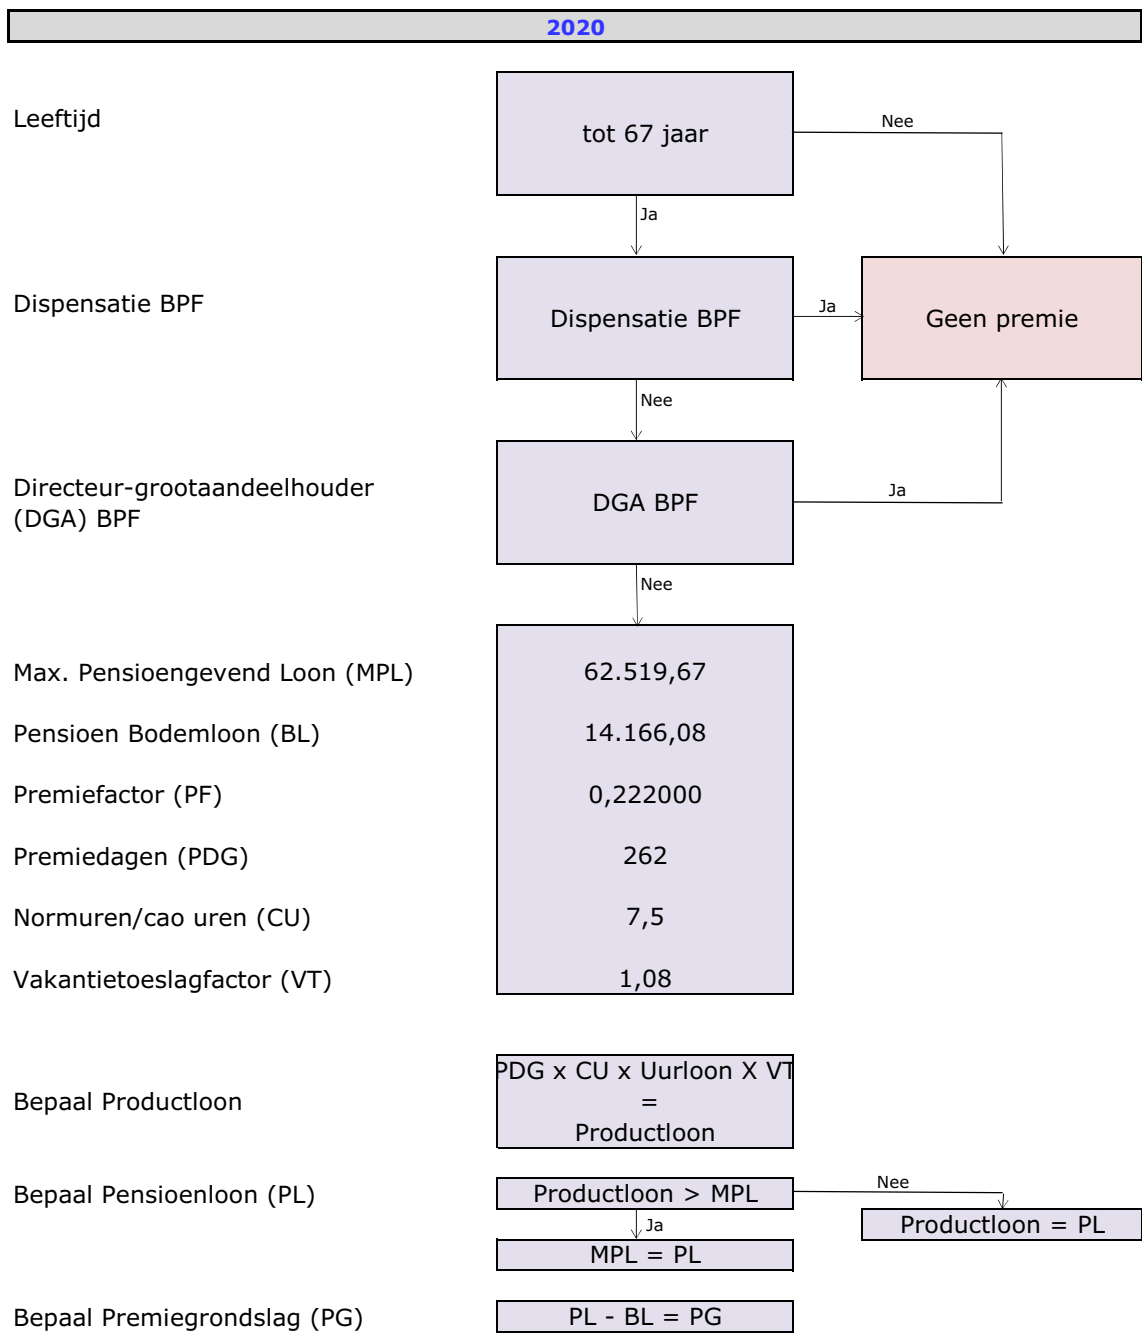 2020
Leeftijd
tot 67 jaar
Nee
Ja
Dispensatie BPF
Dispensatie BPF
Ja
Geen premie
Nee
Directeur-grootaandeelhouder
(DGA) BPF
DGA BPF
Ja
Nee
Max. Pensioengevend Loon (MPL)
62.519,67
Pensioen Bodemloon (BL)
14.166,08
Premiefactor (PF)
0,222000
Premiedagen (PDG)
262
Normuren/cao uren (CU)
7,5
Vakantietoeslagfactor (VT)
1,08
Bepaal Productloon
PDG x CU x Uurloon X VT
=
Productloon
Bepaal Pensioenloon (PL)
Productloon > MPL
Nee
Productloon = PL
Ja
MPL = PL
Bepaal Premiegrondslag (PG)
PL - BL = PG